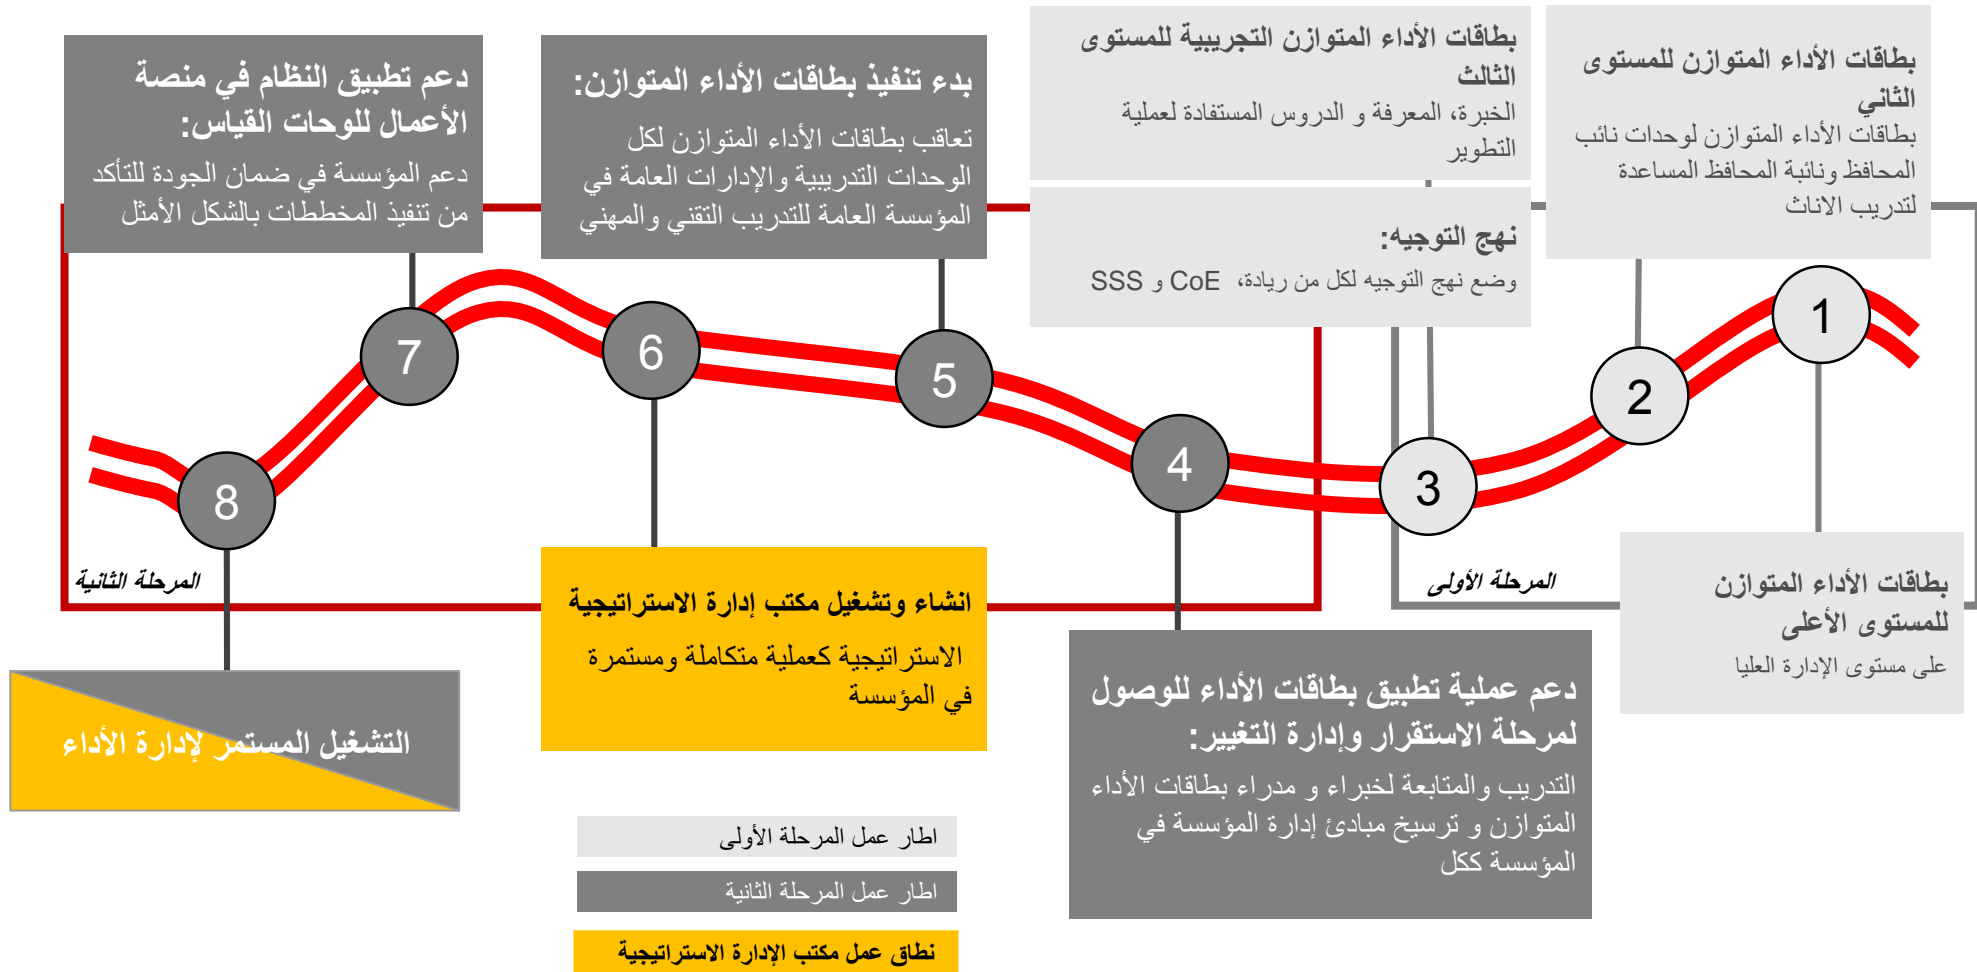 بطاقات الأداء المتوازن للمستوى
الثاني
بطاقات الأداء المتوازن لوحدات نائب
المحافظ ونائبة المحافظ المساعدة
لتدريب الاناث
بطاقات الأداء المتوازن التجريبية للمستوى
الثالث
الخبرة، المعرفة و الدروس المستفادة لعملية
التطوير
نهج التوجيه:
وضع نهج التوجيه لكل من ريادة، CoE و SSS
بدء تنفيذ بطاقات الأداء المتوازن:
تعاقب بطاقات الأداء المتوازن لكل
الوحدات التدريبية والإدارات العامة في
المؤسسة العامة للتدريب التقني والمهني
دعم تطبيق النظام في منصة
الأعمال للوحات القياس:
دعم المؤسسة في ضمان الجودة للتأكد
من تنفيذ المخططات بالشكل الأمثل
1
2
3
4
5
6
7
8
المرحلة الأولى
المرحلة الثانية
بطاقات الأداء المتوازن
للمستوى الأعلى
على مستوى الإدارة العليا
دعم عملية تطبيق بطاقات الأداء للوصول
لمرحلة الاستقرار وإدارة التغيير:
التدريب والمتابعة لخبراء و مدراء بطاقات الأداء
المتوازن و ترسيخ مبادئ إدارة المؤسسة في
المؤسسة ككل
انشاء وتشغيل مكتب إدارة الاستراتيجية
الاستراتيجية كعملية متكاملة ومستمرة
في المؤسسة
التشغيل المستمر لإدارة الأداء
اطار عمل المرحلة الأولى
اطار عمل المرحلة الثانية
نطاق عمل مكتب الإدارة الاستراتيجية